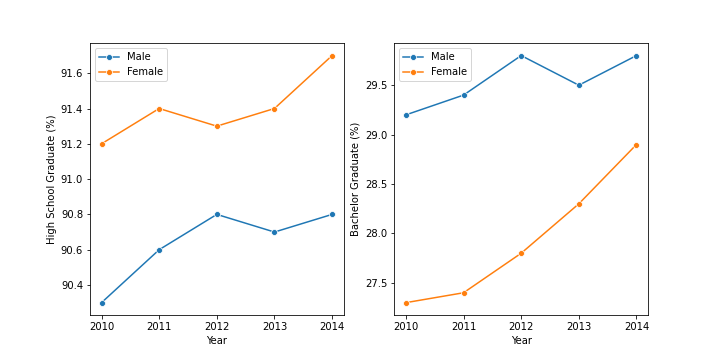 Male
Female
High School Graduate (%)
91.6
91.4
91.2
91.0
90.8
90.6
90.4
2010 2011 2012 2013 2014
Year
Male
Female
Bachelor Graduate (%)
29.5
29.0
28.5
28.0
27.5
2010 2011 2012 2013 2014
Year